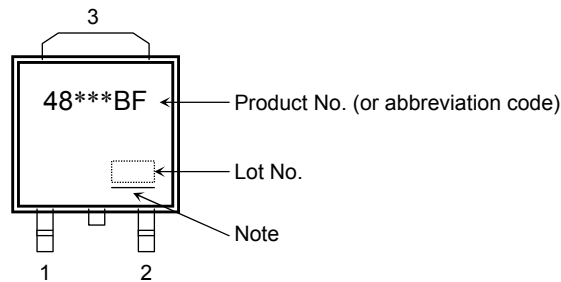 3
48***BF
Product No. (or abbreviation code)
Lot No.
Note
1 2